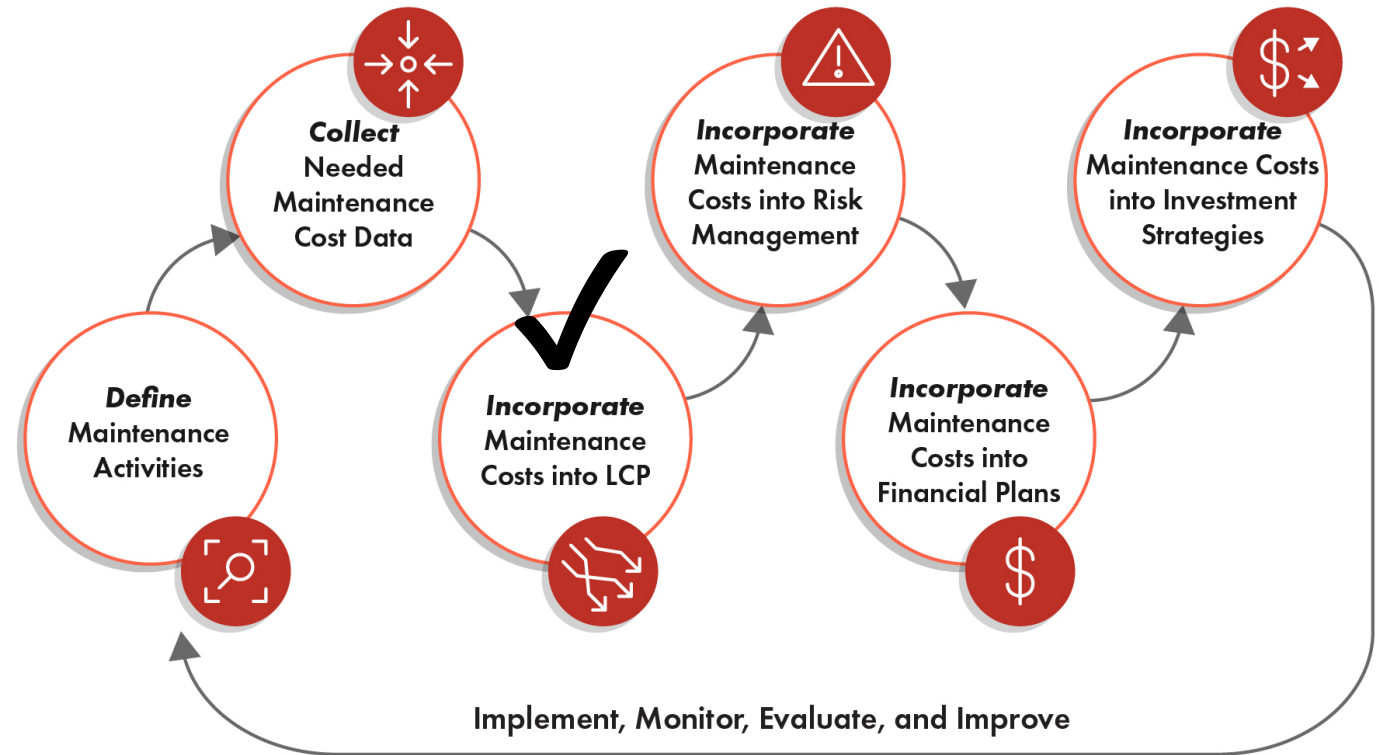 Define
Maintenance
Activities
Collect
Needed
Maintenance
Cost Data
Incorporate
Maintenance
Costs into LCP
Incorporate
Maintenance
Costs into Risk
Management
Incorporate
Maintenance
Costs into
Financial Plans
Incorporate
Maintenance Costs
into Investment
Strategies
Implement, Monitor, Evaluate, and Improve